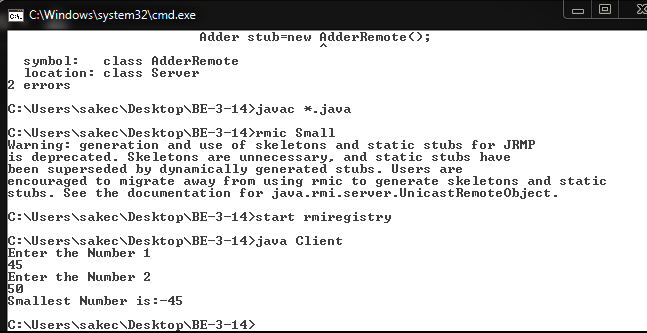 C:\Windows\system32\cmd.exe
Adder stub=new AdderRemote();
^
symbol:   class AdderRemote
location: class Server
2 errors
C:\Users\sakec\Desktop\BE-3-14>javac *.java
C:\Users\sakec\Desktop\BE-3-14>rmic Small
Warning: generation and use of skeletons and static stubs for JRMP
is deprecated. Skeletons are unnecessary, and static stubs have
been superseded by dynamically generated stubs. Users are
encouraged to migrate away from using rmic to generate skeletons and static
stubs. See the documentation for java.rmi.server.UnicastRemoteObject.
C:\Users\sakec\Desktop\BE-3-14>start rmiregistry
C:\Users\sakec\Desktop\BE-3-14>java Client
Enter the Number 1
45
Enter the Number 2
50
Smallest Number is:-45
C:\Users\sakec\Desktop\BE-3-14>